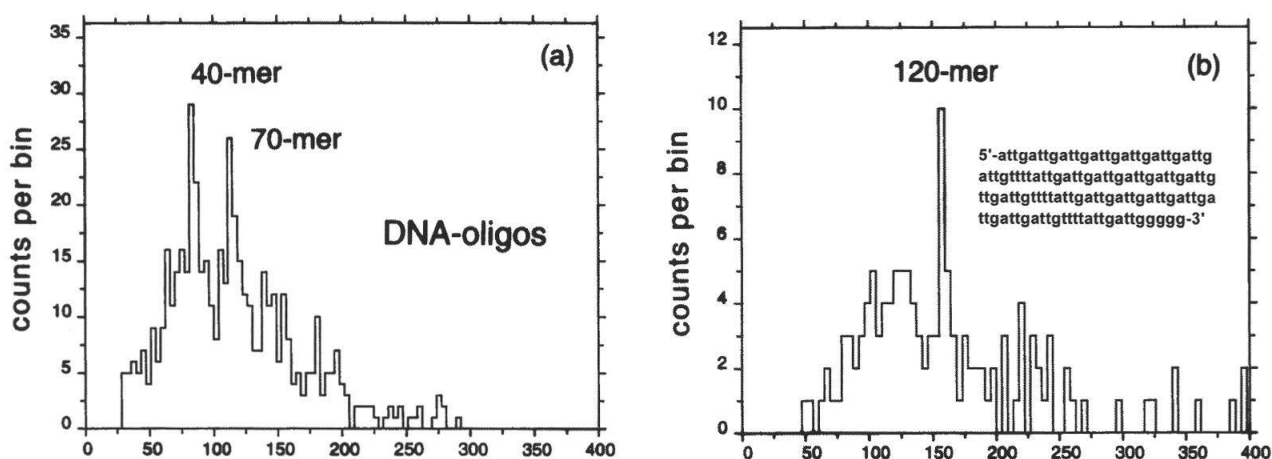 (a)
40-mer
70-mer
DNA-oligos
counts per bin
35
30
25
20
15
10
5
0
0 50 100 150 200 250 300 350 400
(b)
120-mer
5'-attgattgattgattgattgattgattg
attgttttattgattgattgattgattg
ttgattgttttattgattgattgattga
ttgattgattgttttattgattggggg-3'
counts per bin
12
10
8
6
4
2
0
0 50 100 150 200 250 300 350 400